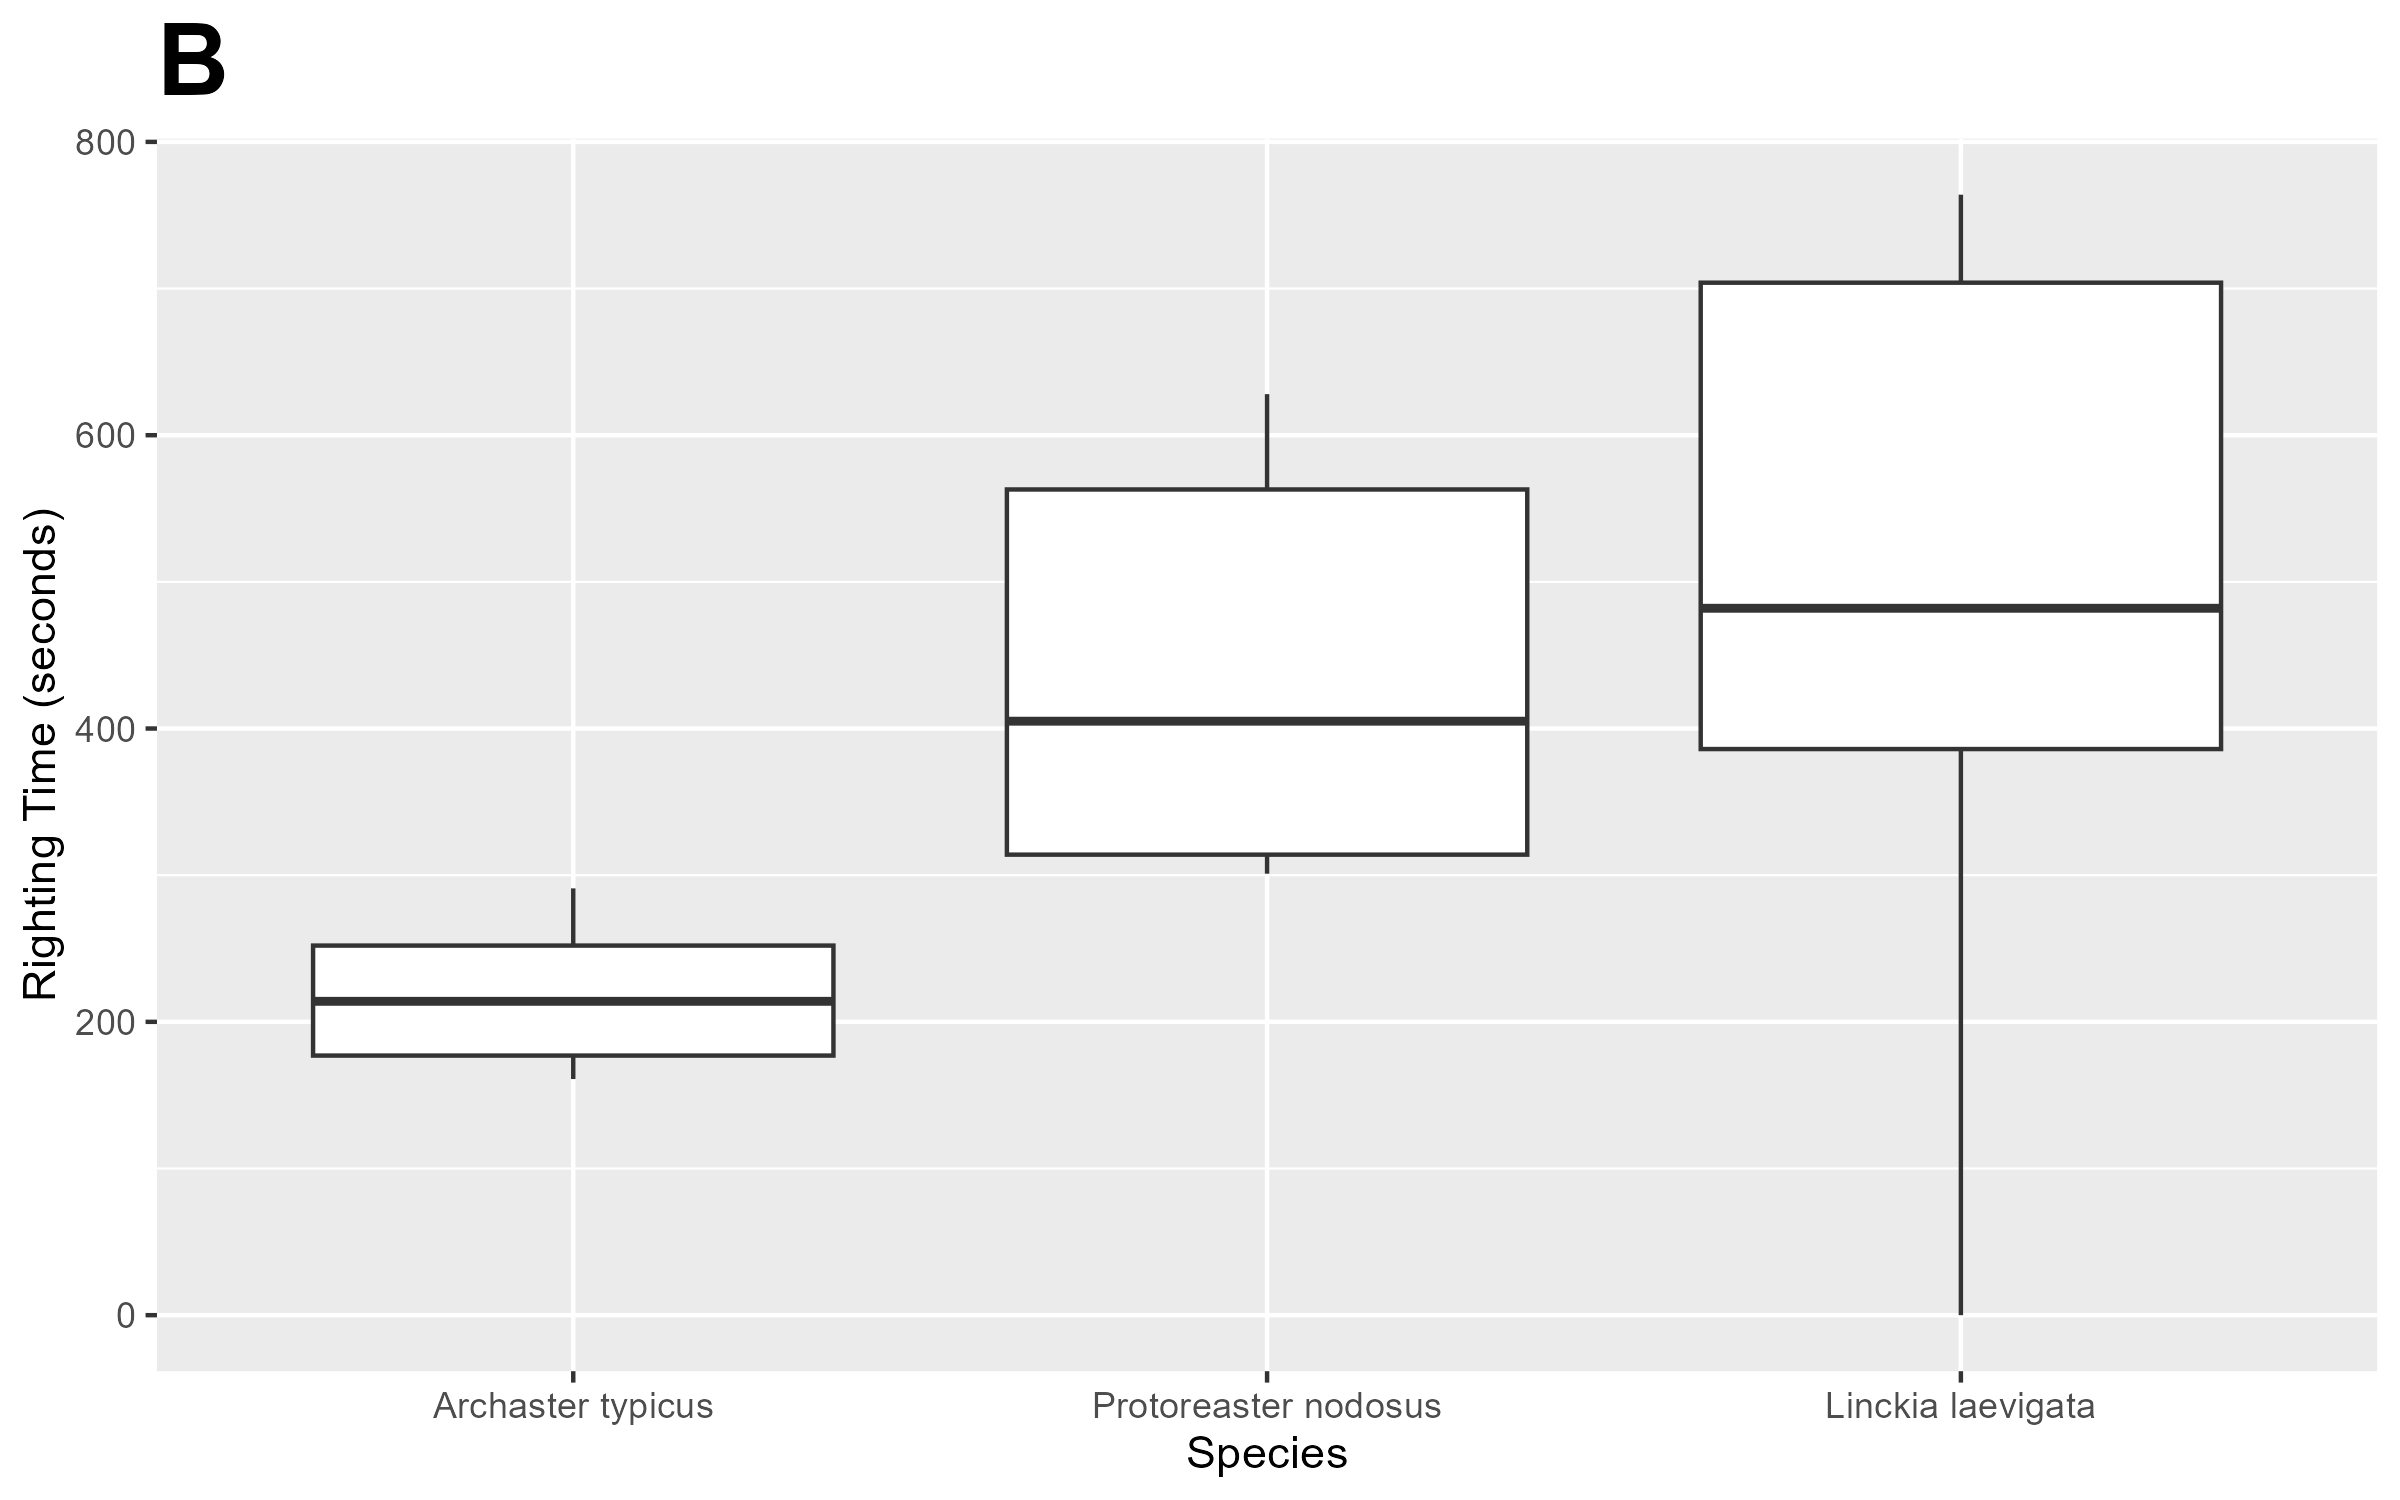 B
800
600
400
200
0
Righting Time (seconds)
Archaster typicus
Protoreaster nodosus
Linckia laevigata
Species